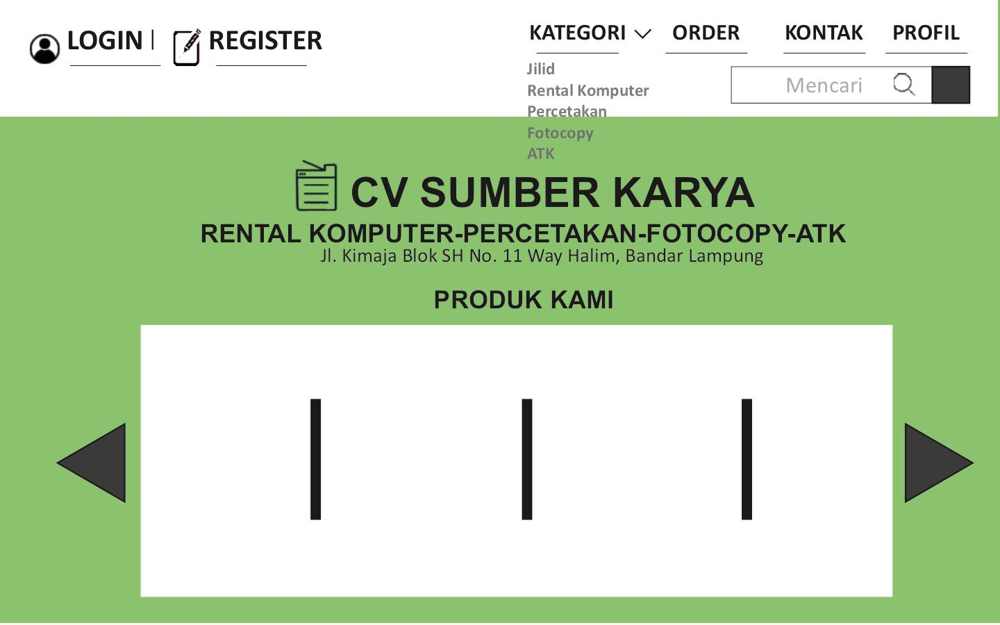 LOGIN | REGISTER
KATEGORI ORDER KONTAK PROFIL
Jilid
Rental Komputer
Percetakan
Fotocopy
ATK
Mencari
CV SUMBER KARYA
RENTAL KOMPUTER-PERCETAKAN-FOTOCOPY-ATK
Jl. Kimaja Blok SH No. 11 Way Halim, Bandar Lampung
PRODUK KAMI